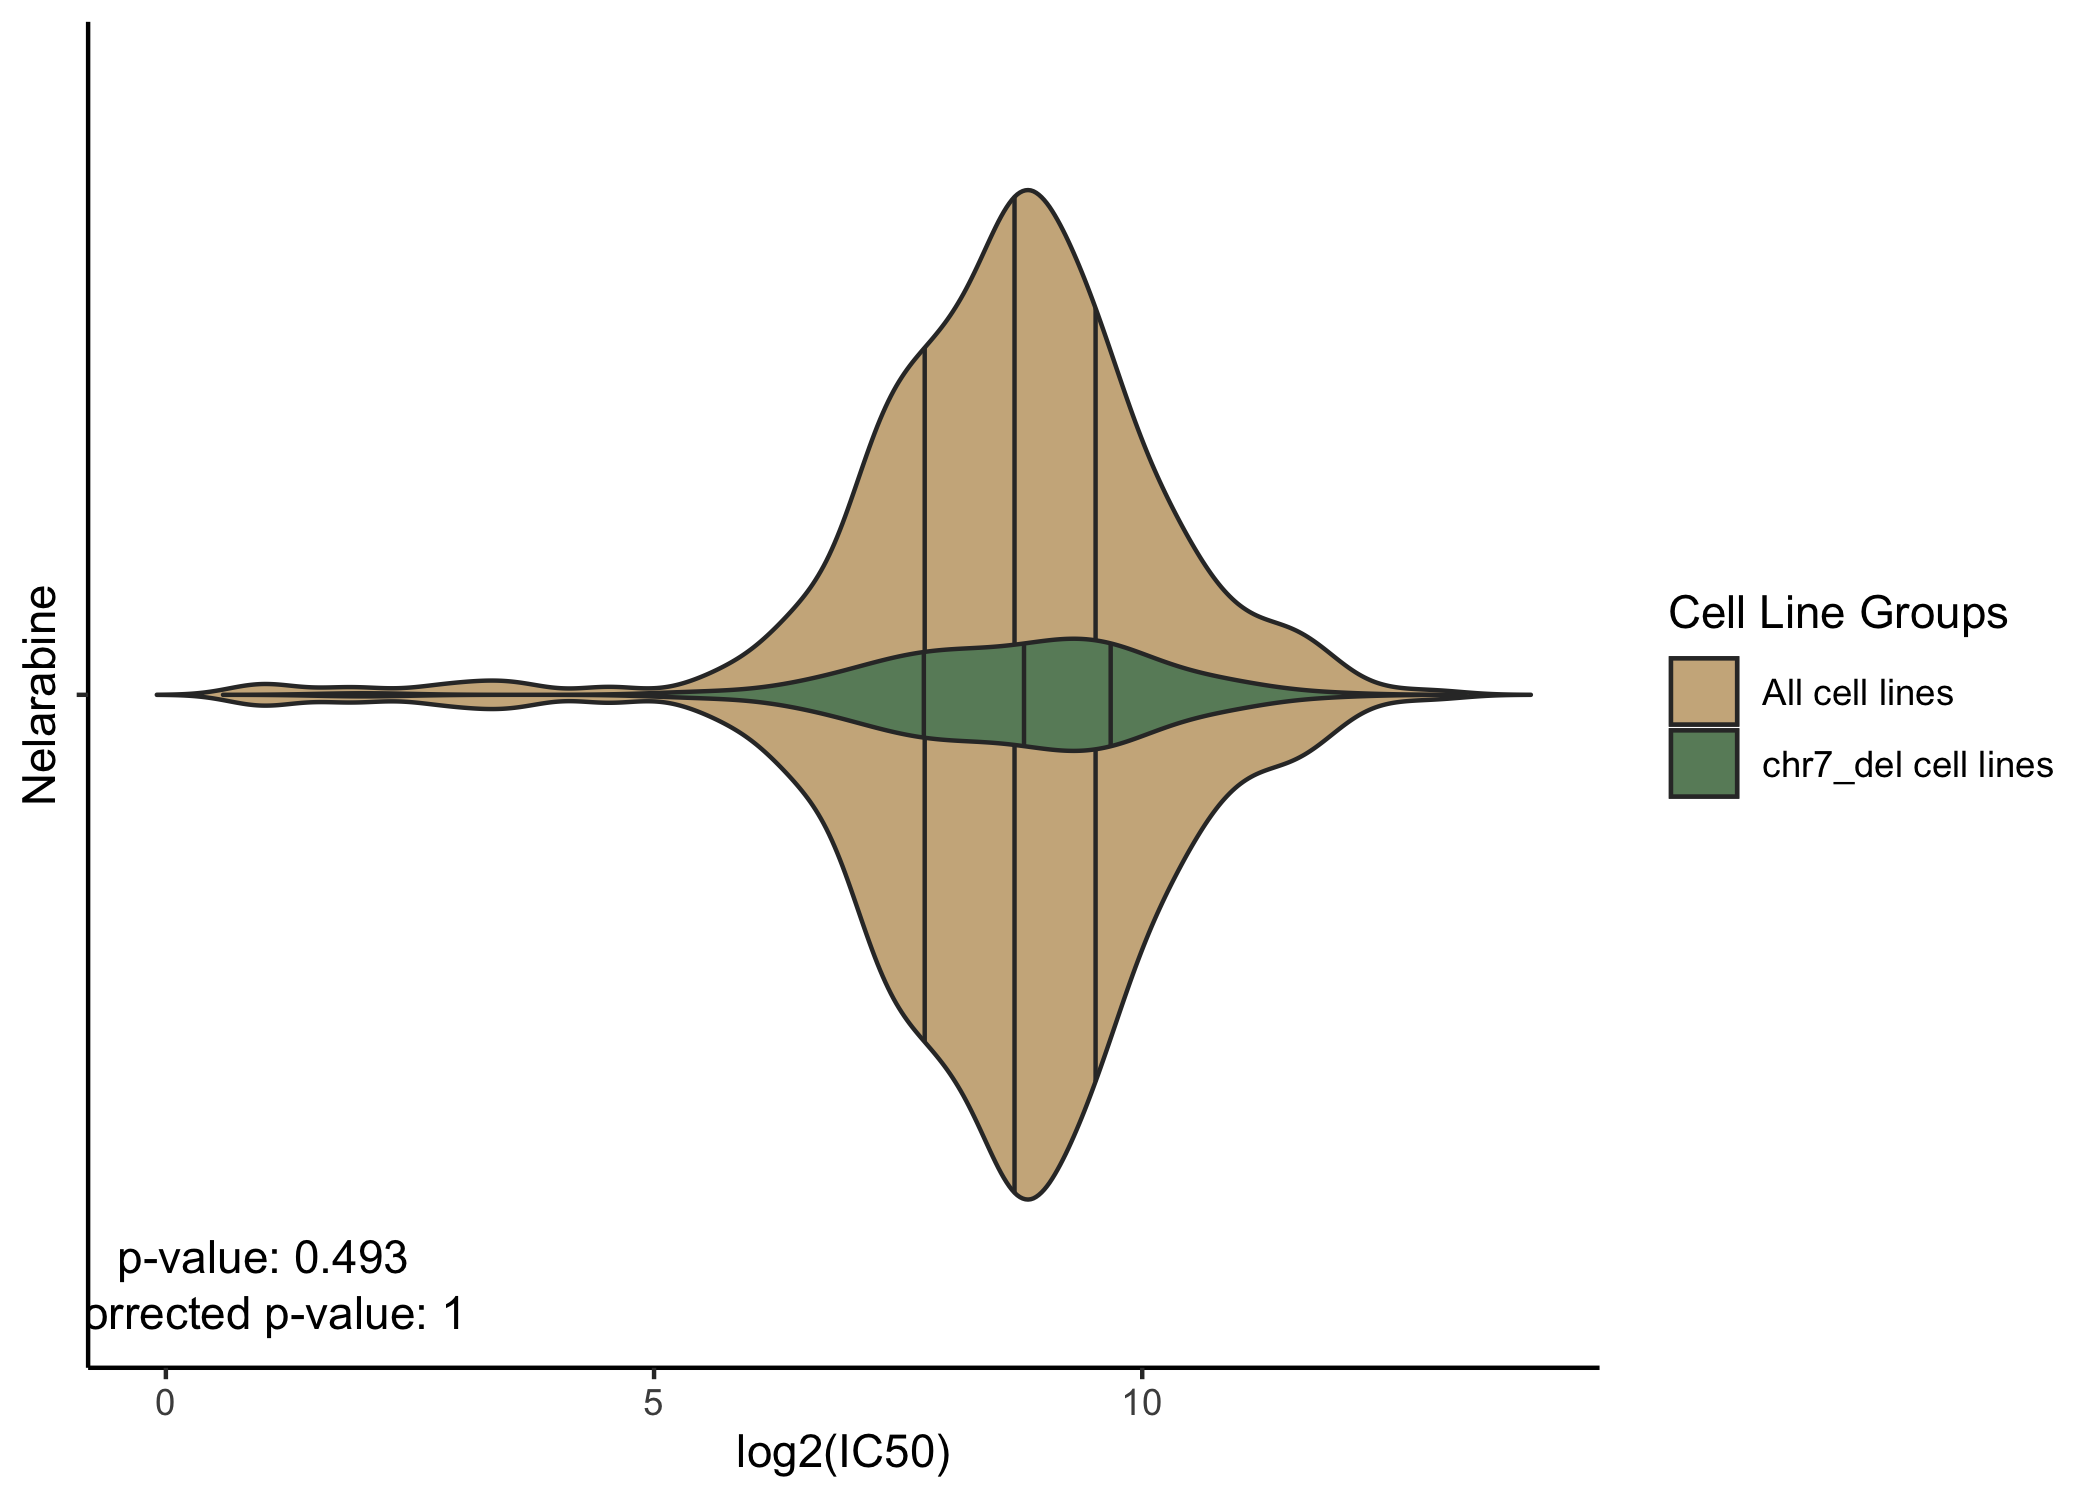 Nelarabine
p-value: 0.493
orrected p-value: 1
0 5 10
log2(IC50)
Cell Line Groups
All cell lines
chr7_del cell lines